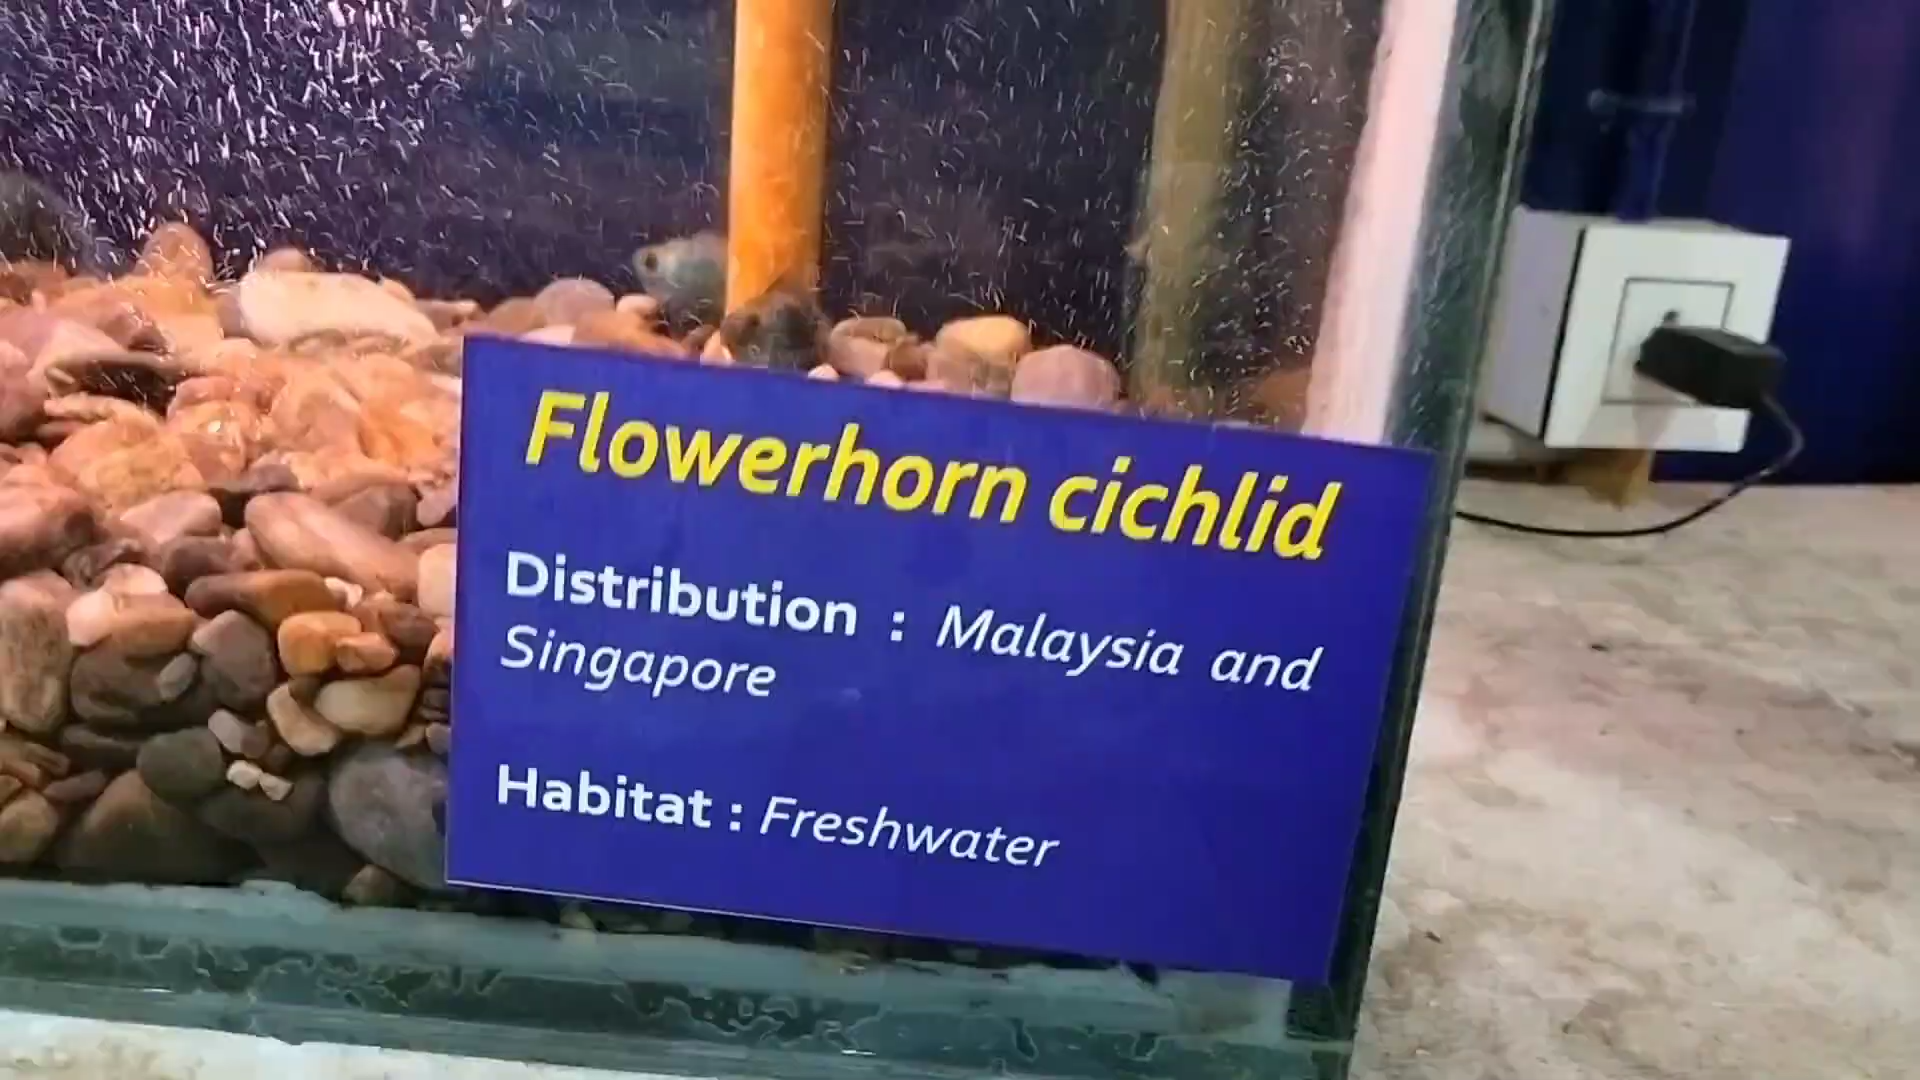 Flowerhorn cichlid
Distribution : Malaysia and
Singapore
Habitat : Freshwater